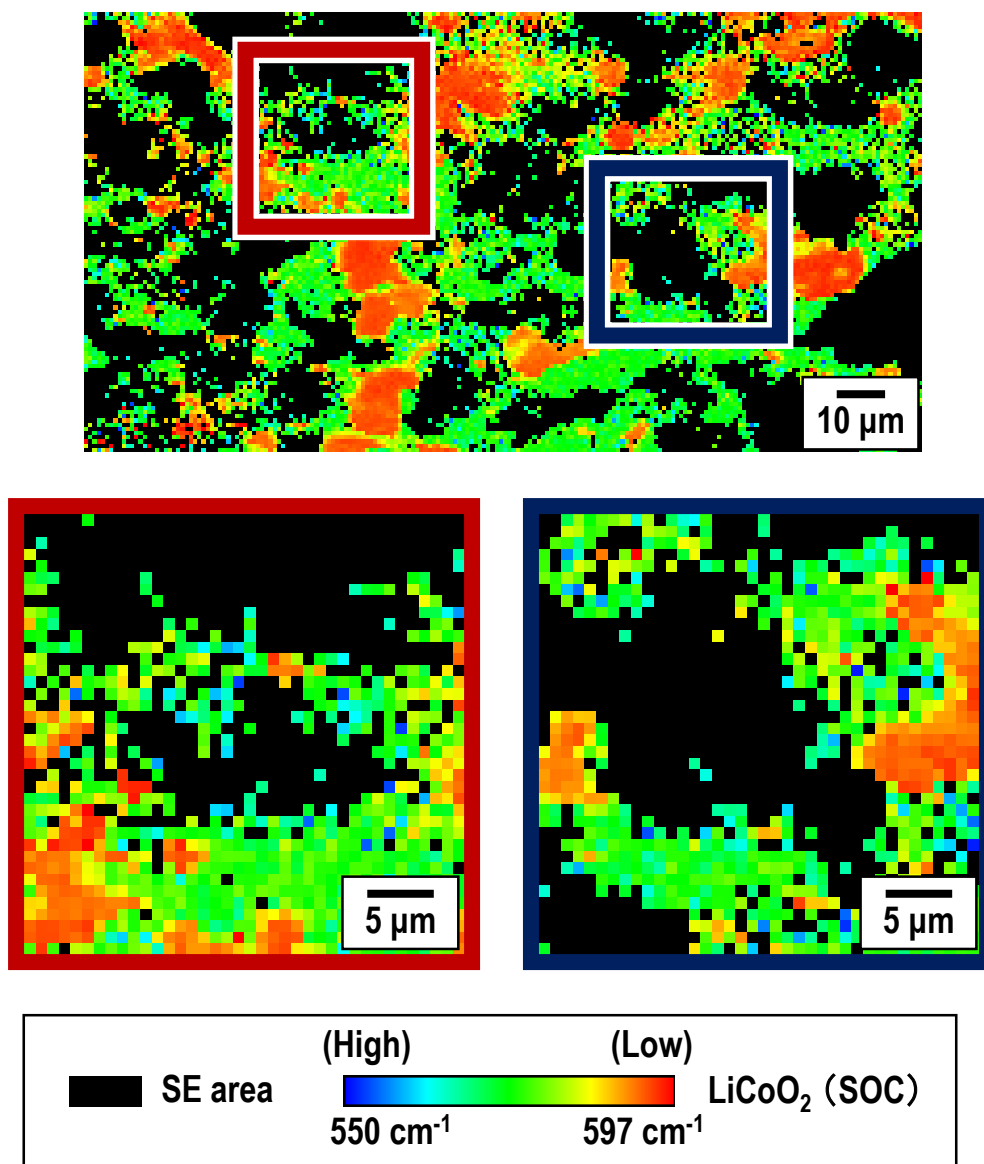 10 µm
5 µm
5 µm
(High) (Low)
SE area LiCoO₂（SOC）
550 cm⁻¹ 597 cm⁻¹